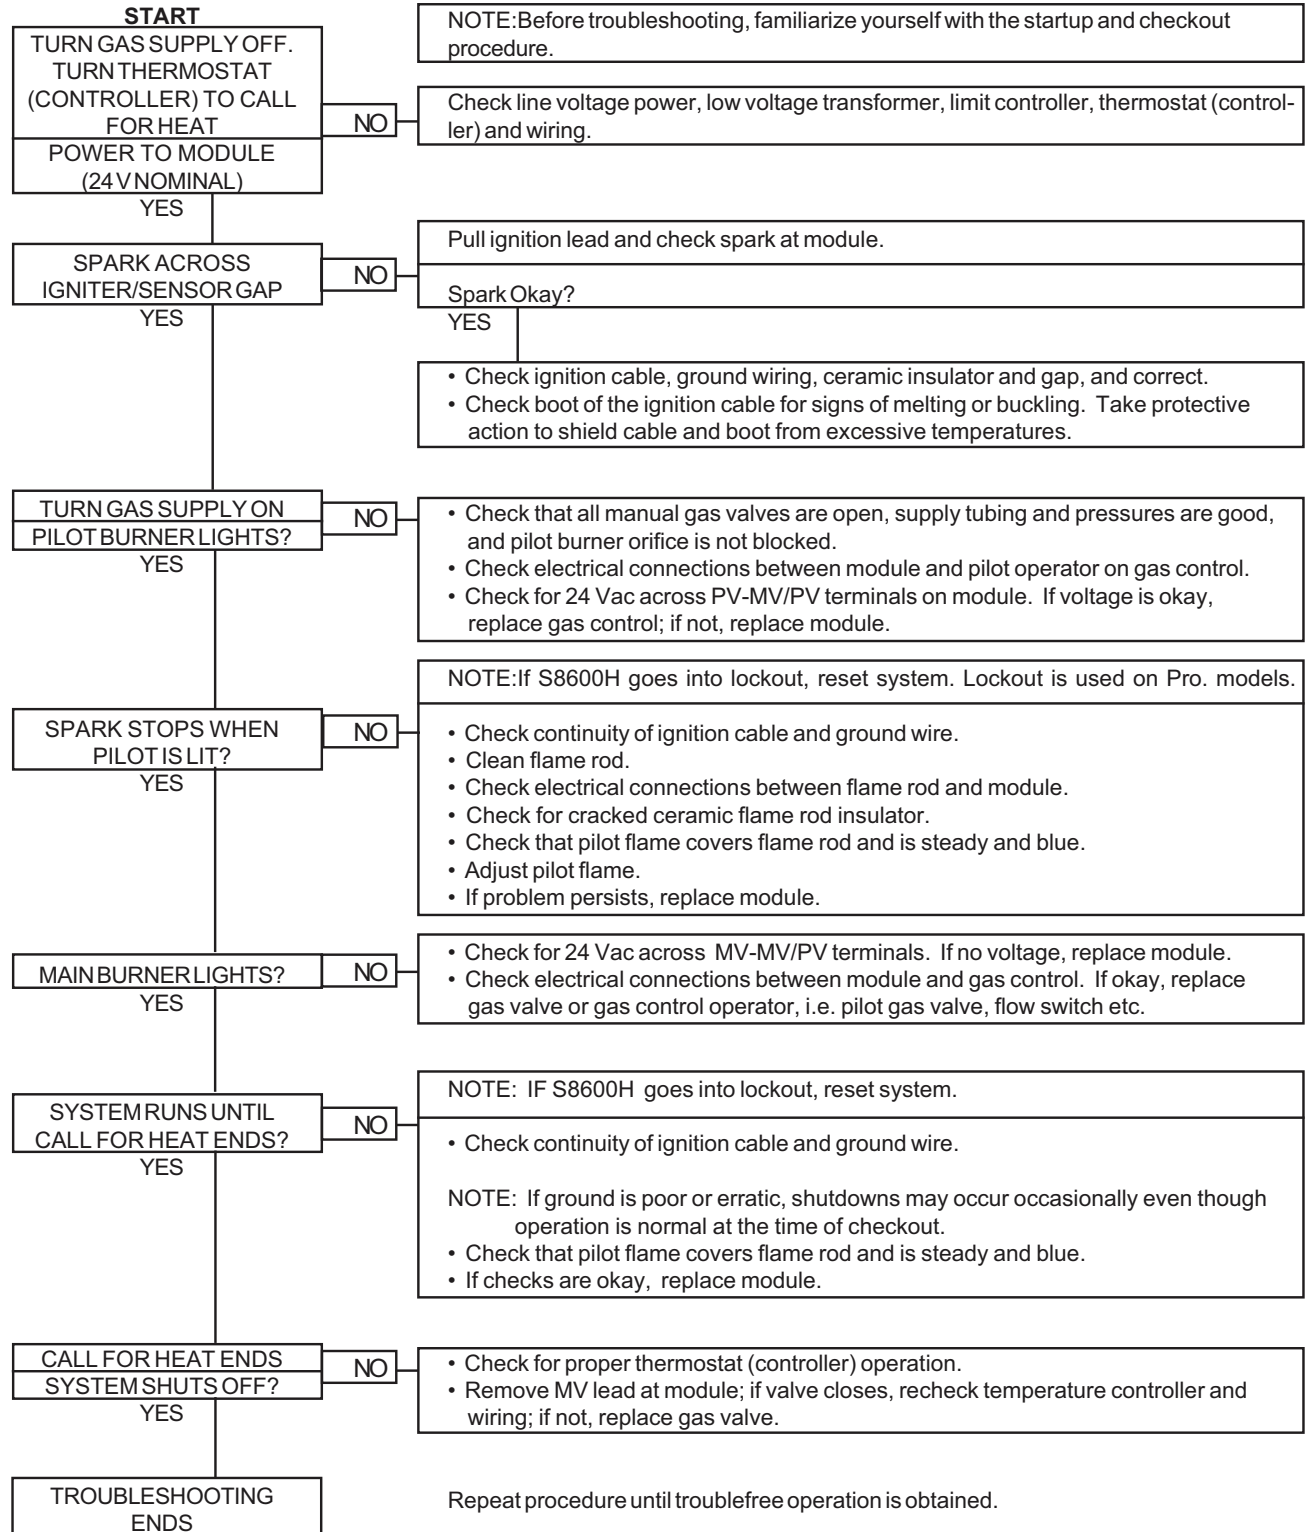 START
TURN GAS SUPPLY OFF.
TURN THERMOSTAT
(CONTROLLER) TO CALL
FOR HEAT
POWER TO MODULE
(24 V NOMINAL)
YES
NOTE:Before troubleshooting, familiarize yourself with the startup and checkout
procedure.
NO
Check line voltage power, low voltage transformer, limit controller, thermostat (control-
ler) and wiring.
SPARK ACROSS
IGNITER/SENSOR GAP
YES
NO
Pull ignition lead and check spark at module.
Spark Okay?
YES
• Check ignition cable, ground wiring, ceramic insulator and gap, and correct.
• Check boot of the ignition cable for signs of melting or buckling. Take protective
action to shield cable and boot from excessive temperatures.
TURN GAS SUPPLY ON
PILOT BURNER LIGHTS?
YES
NO
• Check that all manual gas valves are open, supply tubing and pressures are good,
and pilot burner orifice is not blocked.
• Check electrical connections between module and pilot operator on gas control.
• Check for 24 Vac across PV-MV/PV terminals on module. If voltage is okay,
replace gas control; if not, replace module.
SPARK STOPS WHEN
PILOT IS LIT?
YES
NO
NOTE:If S8600H goes into lockout, reset system. Lockout is used on Pro. models.
• Check continuity of ignition cable and ground wire.
• Clean flame rod.
• Check electrical connections between flame rod and module.
• Check for cracked ceramic flame rod insulator.
• Check that pilot flame covers flame rod and is steady and blue.
• Adjust pilot flame.
• If problem persists, replace module.
MAIN BURNER LIGHTS?
YES
NO
• Check for 24 Vac across MV-MV/PV terminals. If no voltage, replace module.
• Check electrical connections between module and gas control. If okay, replace
gas valve or gas control operator, i.e. pilot gas valve, flow switch etc.
SYSTEM RUNS UNTIL
CALL FOR HEAT ENDS?
YES
NO
NOTE: IF S8600H goes into lockout, reset system.
• Check continuity of ignition cable and ground wire.
NOTE: If ground is poor or erratic, shutdowns may occur occasionally even though
operation is normal at the time of checkout.
• Check that pilot flame covers flame rod and is steady and blue.
• If checks are okay, replace module.
CALL FOR HEAT ENDS
SYSTEM SHUTS OFF?
YES
NO
• Check for proper thermostat (controller) operation.
• Remove MV lead at module; if valve closes, recheck temperature controller and
wiring; if not, replace gas valve.
TROUBLESHOOTING
ENDS
Repeat procedure until troublefree operation is obtained.